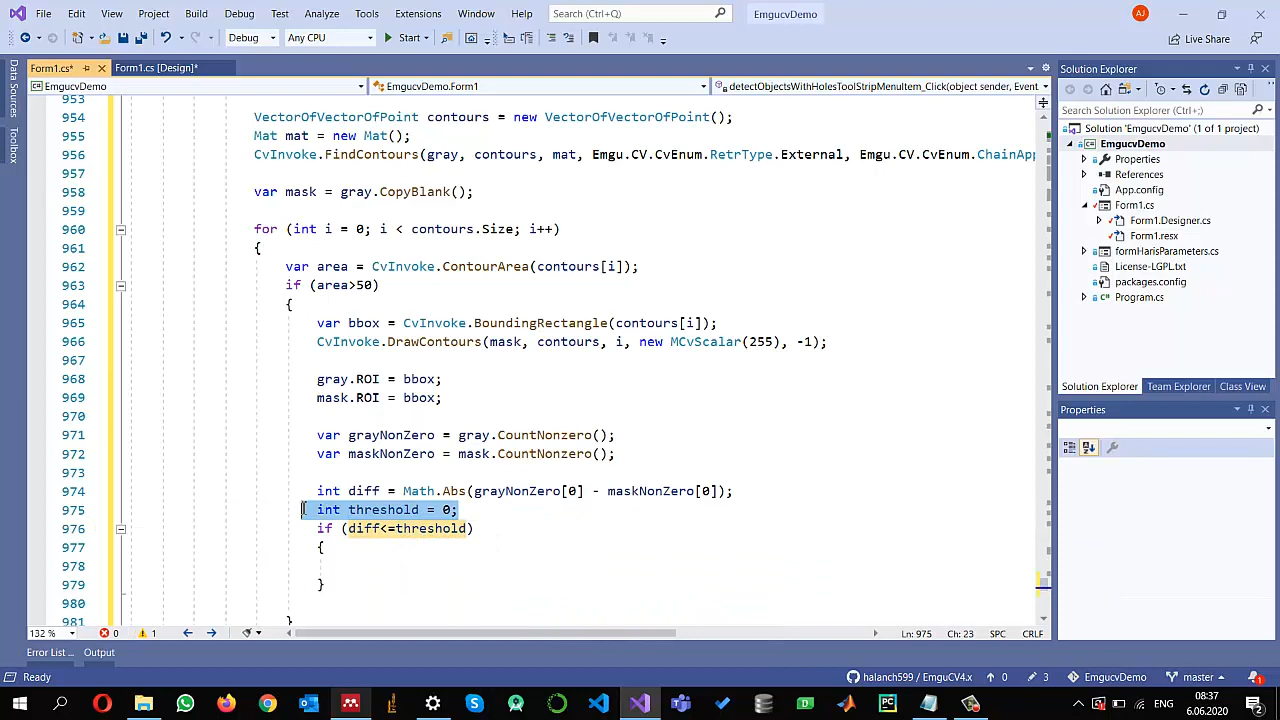 File Edit View Project Build Debug Test Analyze Tools Extensions Window Help Search (Ctrl+Q) EmgucvDemo AJ
Debug Any CPU Start Live Share
Form1.cs* Form1.cs [Design]* Solution Explorer
EmgucvDemo EmgucvDemo.Form1 detectObjectsWithHolesToolStripMenuItem_Click(object sender, Event
Data Sources
Toolbox
Search Solution Explorer (Ctrl+;)
Solution 'EmgucvDemo' (1 of 1 project)
EmgucvDemo
Properties
References
App.config
Form1.cs
Form1.Designer.cs
Form1.resx
formHarisParameters.cs
License-LGPL.txt
packages.config
Program.cs
Solution Explorer Team Explorer Class View
Properties
953
954 VectorOfVectorOfPoint contours = new VectorOfVectorOfPoint();
955 Mat mat = new Mat();
956 CvInvoke.FindContours(gray, contours, mat, Emgu.CV.CvEnum.RetrType.External, Emgu.CV.CvEnum.ChainApp
957
958 var mask = gray.CopyBlank();
959
960 for (int i = 0; i < contours.Size; i++)
961 {
962 var area = CvInvoke.ContourArea(contours[i]);
963 if (area>50)
964 {
965 var bbox = CvInvoke.BoundingRectangle(contours[i]);
966 CvInvoke.DrawContours(mask, contours, i, new MCvScalar(255), -1);
967
968 gray.ROI = bbox;
969 mask.ROI = bbox;
970
971 var grayNonZero = gray.CountNonzero();
972 var maskNonZero = mask.CountNonzero();
973
974 int diff = Math.Abs(grayNonZero[0] - maskNonZero[0]);
975 int threshold = 0;
976 if (diff<=threshold)
977 {
978
979 }
980
981 }
132 % 0 1 Ln: 975 Ch: 23 SPC CRLF
Error List ... Output
Ready halanch599 / EmguCV4.x 0 3 EmgucvDemo master 1
ENG 08:37
6.06.2020 2